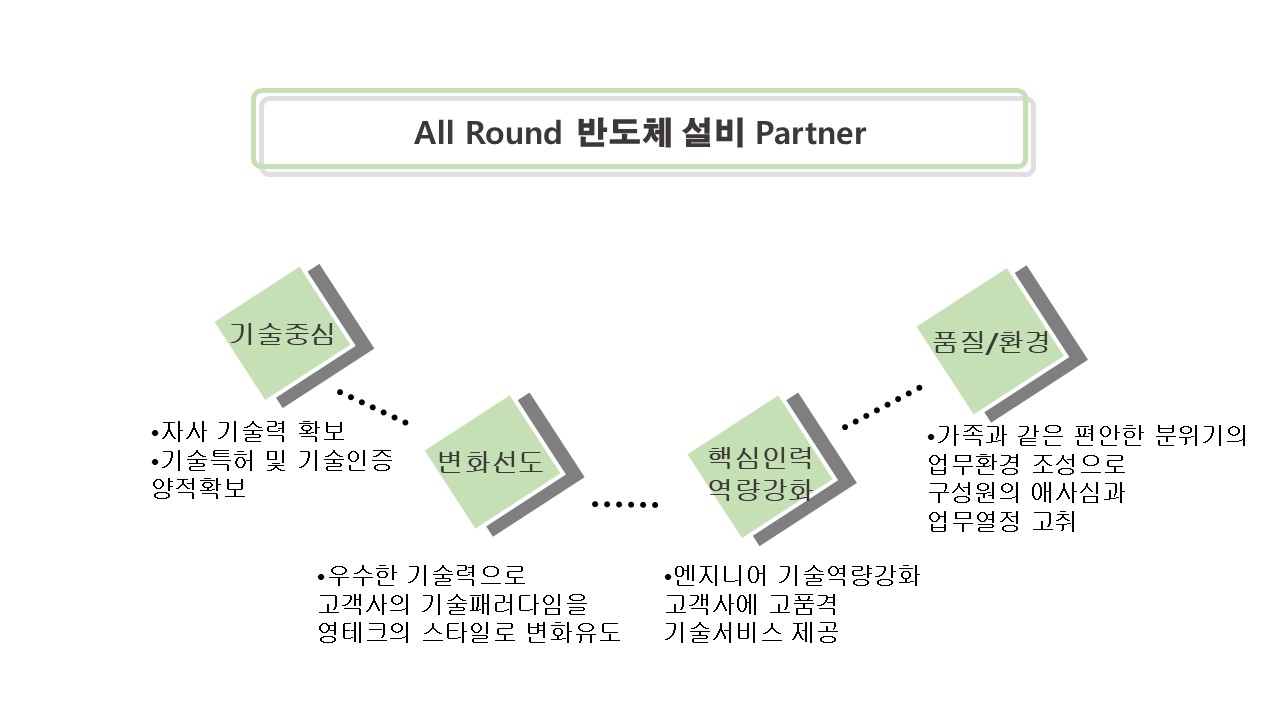 All Round 반도체 설비 Partner
기술중심
•자사 기술력 확보
•기술특허 및 기술인증
양적확보
변화선도
•우수한 기술력으로
고객사의 기술패러다임을
영테크의 스타일로 변화유도
핵심인력
역량강화
•엔지니어 기술역량강화
고객사에 고품격
기술서비스 제공
품질/환경
•가족과 같은 편안한 분위기의
업무환경 조성으로
구성원의 애사심과
업무열정 고취